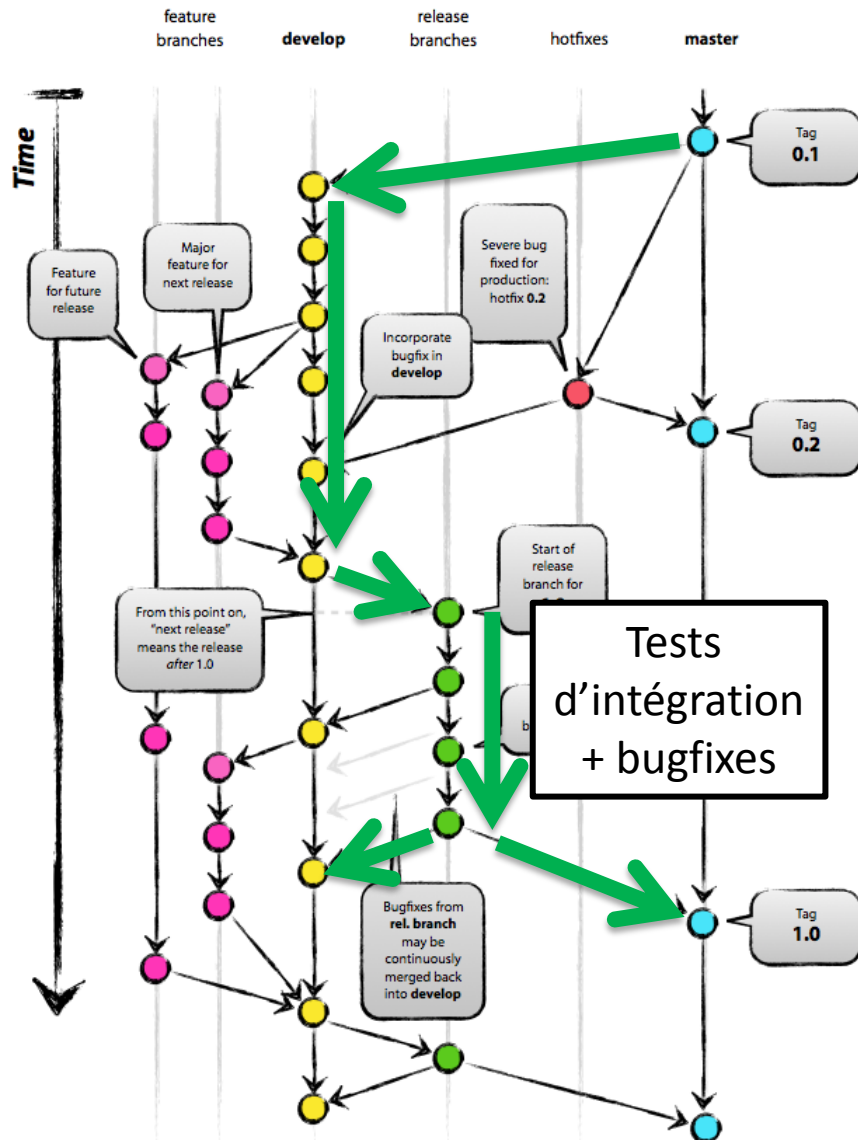 feature
branches
develop
release
branches
hotfixes
master
Time
Tag
0.1
Major
feature for
next release
Feature
for future
release
Severe bug
fixed for
production:
hotfix 0.2
Incorporate
bugfix in
develop
Tag
0.2
Start of
release
branch for
From this point on,
“next release”
means the release
after 1.0
Tests
d’intégration
+ bugfixes
Bugfixes from
rel. branch
may be
continuously
merged back
into develop
Tag
1.0